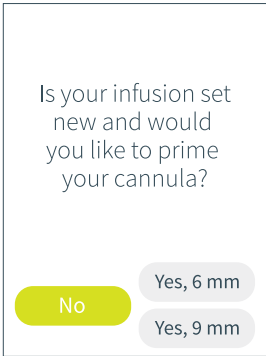 Is your infusion set
new and would
you like to prime
your cannula?
Yes, 6 mm
No
Yes, 9 mm